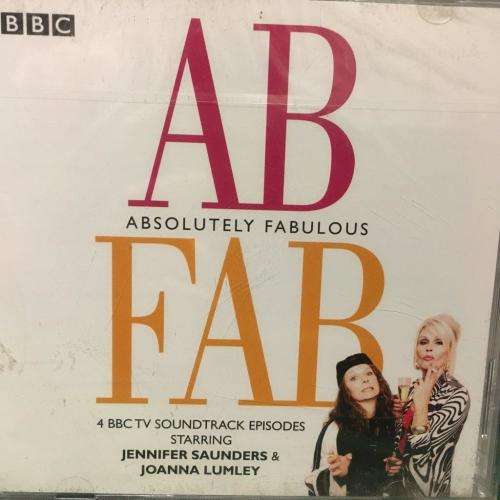 BBC
AB
ABSOLUTELY FABULOUS
FAB
4 BBC TV SOUNDTRACK EPISODES
STARRING
JENNIFER SAUNDERS &
JOANNA LUMLEY